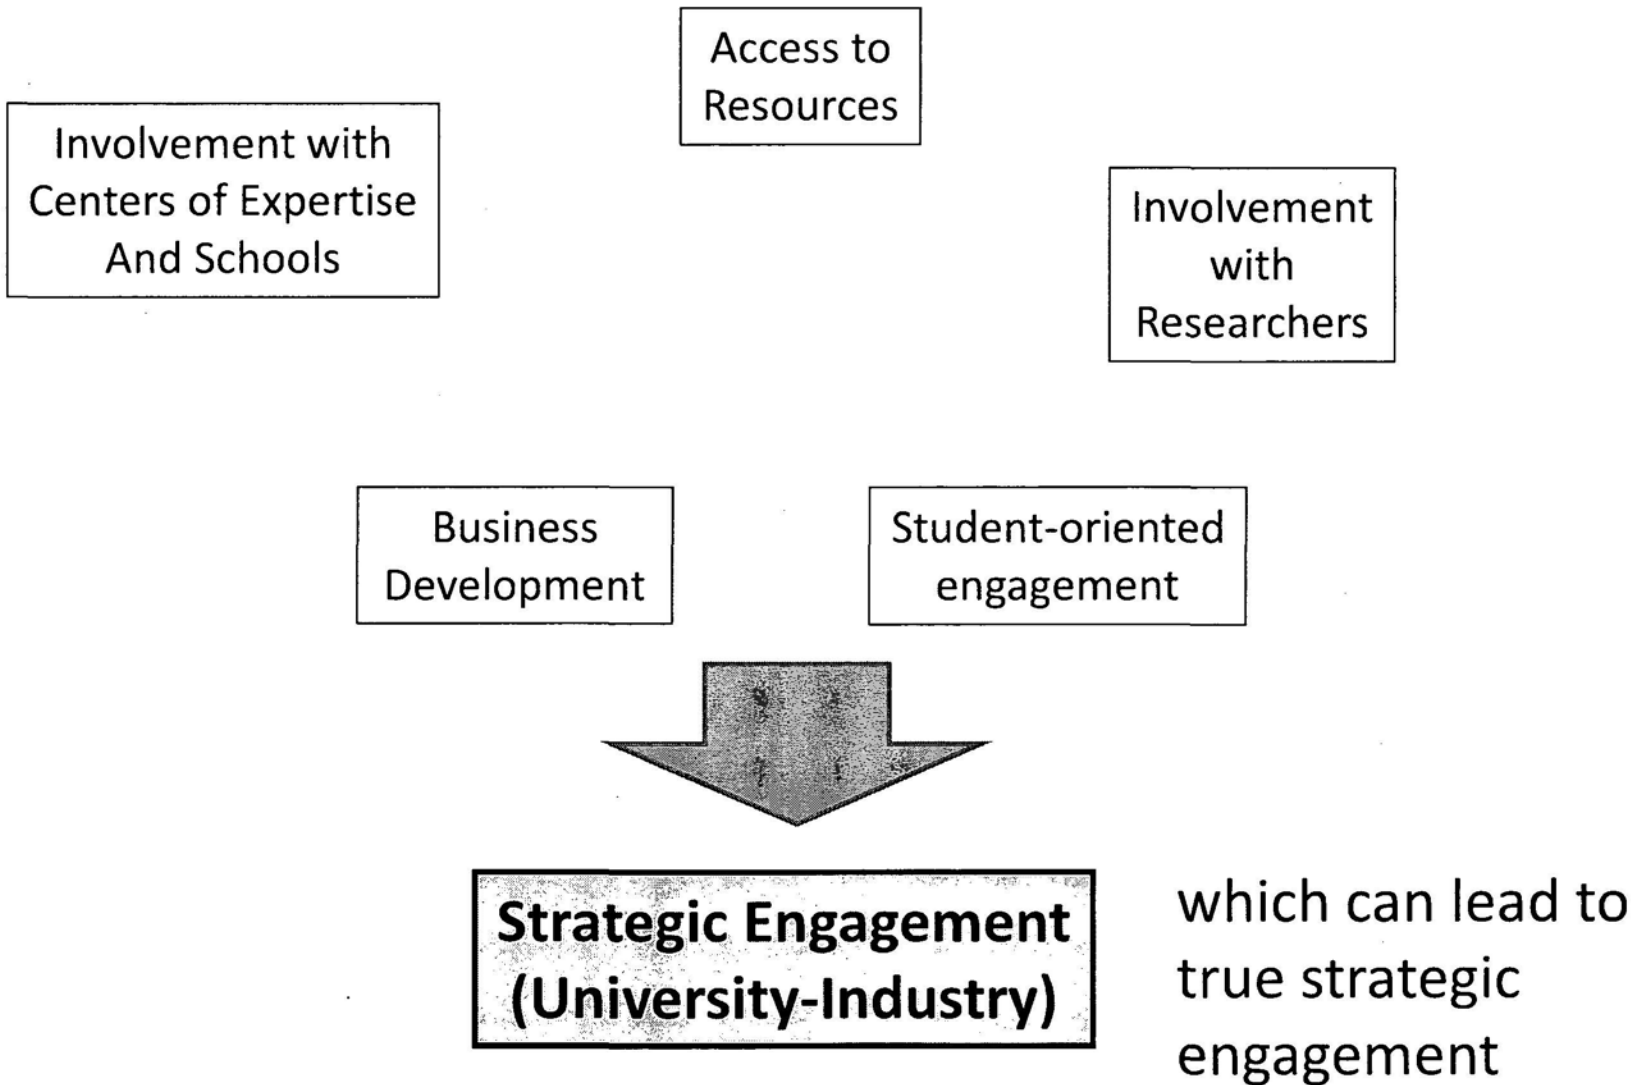 Access to
Resources
Involvement with
Centers of Expertise
And Schools
Involvement
with
Researchers
Business
Development
Student-oriented
engagement
Strategic Engagement
(University-Industry)
which can lead to
true strategic
engagement